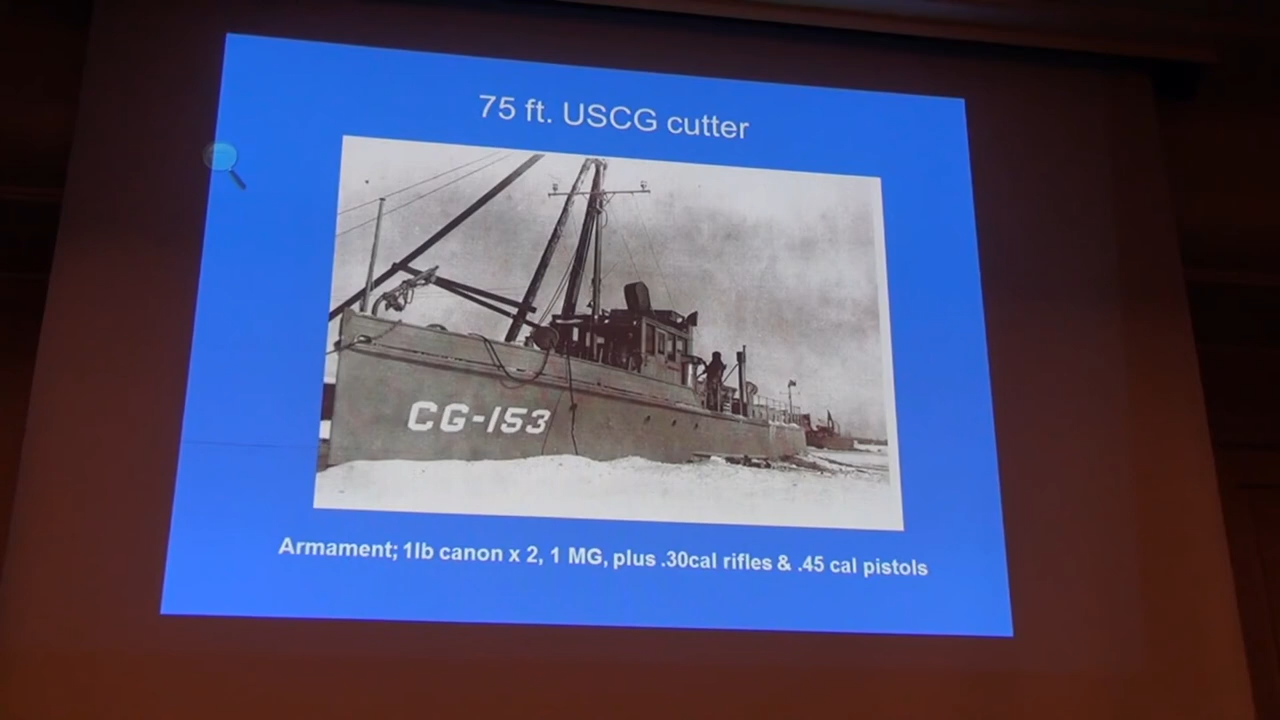 75 ft. USCG cutter
CG-153
Armament; 1lb canon x 2, 1 MG, plus .30cal rifles & .45 cal pistols